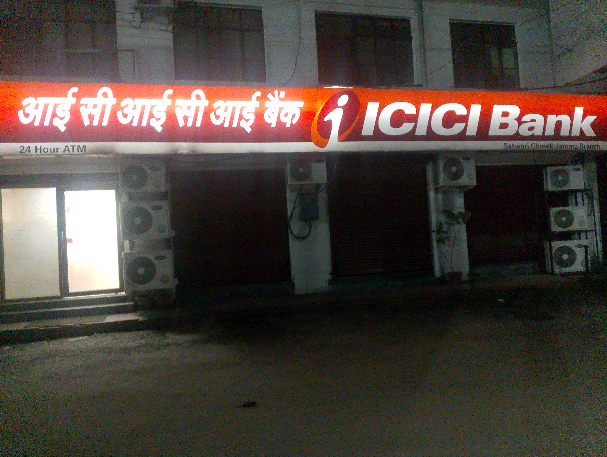 आई सी आई सी आई बैंक i ICICI Bank
24 Hour ATM
Satwari Chowk Jammu Branch